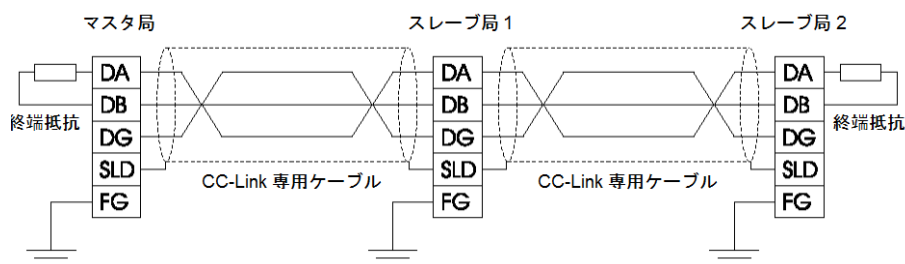 マスタ局
スレーブ局 1
スレーブ局 2
DA
DB
DG
SLD
FG
終端抵抗
CC-Link 専用ケーブル
DA
DB
DG
SLD
FG
CC-Link 専用ケーブル
DA
DB
DG
SLD
FG
終端抵抗